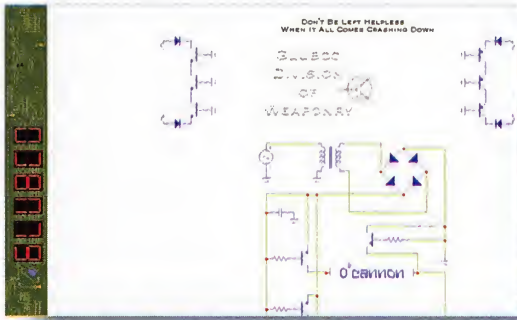 DON'T BE LEFT HELPLESS
WHEN IT ALL COMES CRASHING DOWN
DIVISION
OF
WEAPONRY
O'cannon